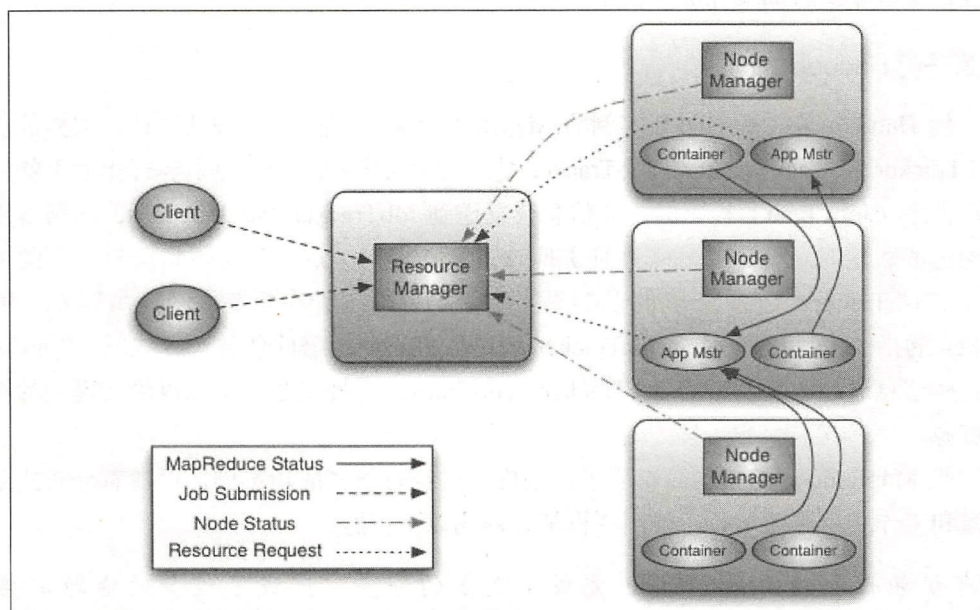 Node
Manager
Container
App Mstr
Client
Client
Resource
Manager
Node
Manager
App Mstr
Container
Node
Manager
Container
Container
MapReduce Status
Job Submission
Node Status
Resource Request